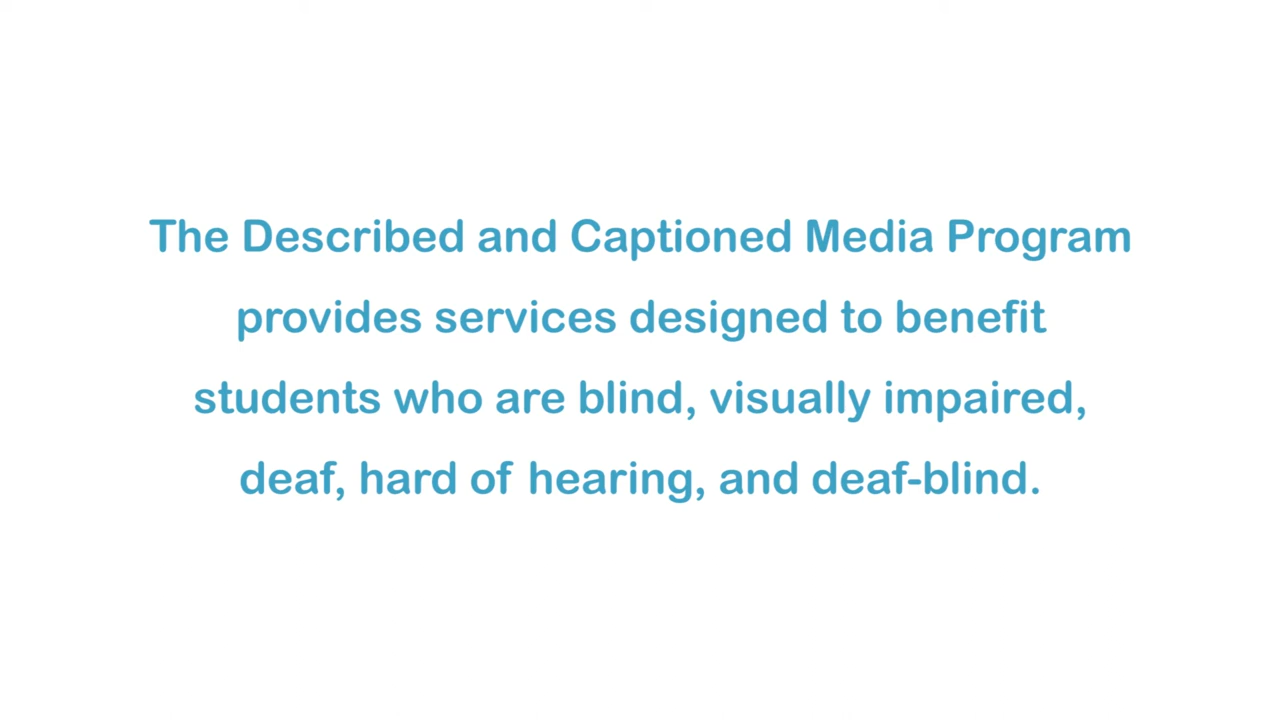 The Described and Captioned Media Program
provides services designed to benefit
students who are blind, visually impaired,
deaf, hard of hearing, and deaf-blind.